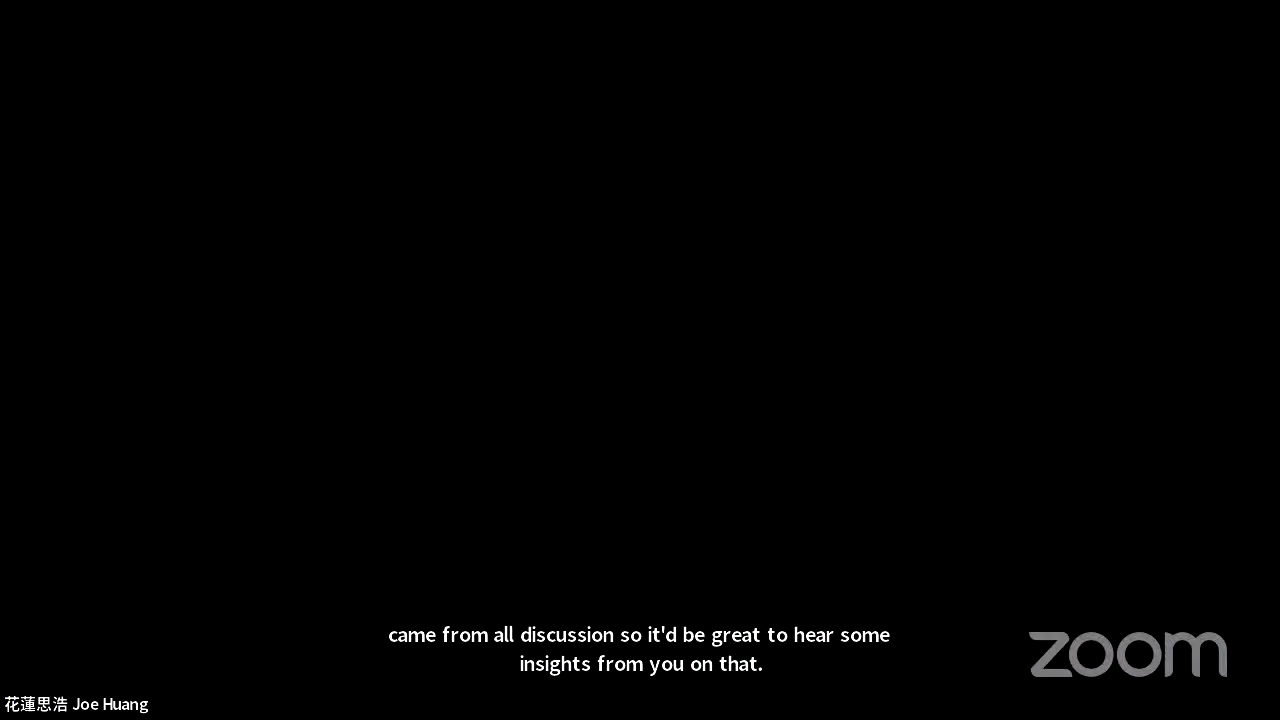 came from all discussion so it'd be great to hear some
insights from you on that.
zoom
花蓮思浩 Joe Huang